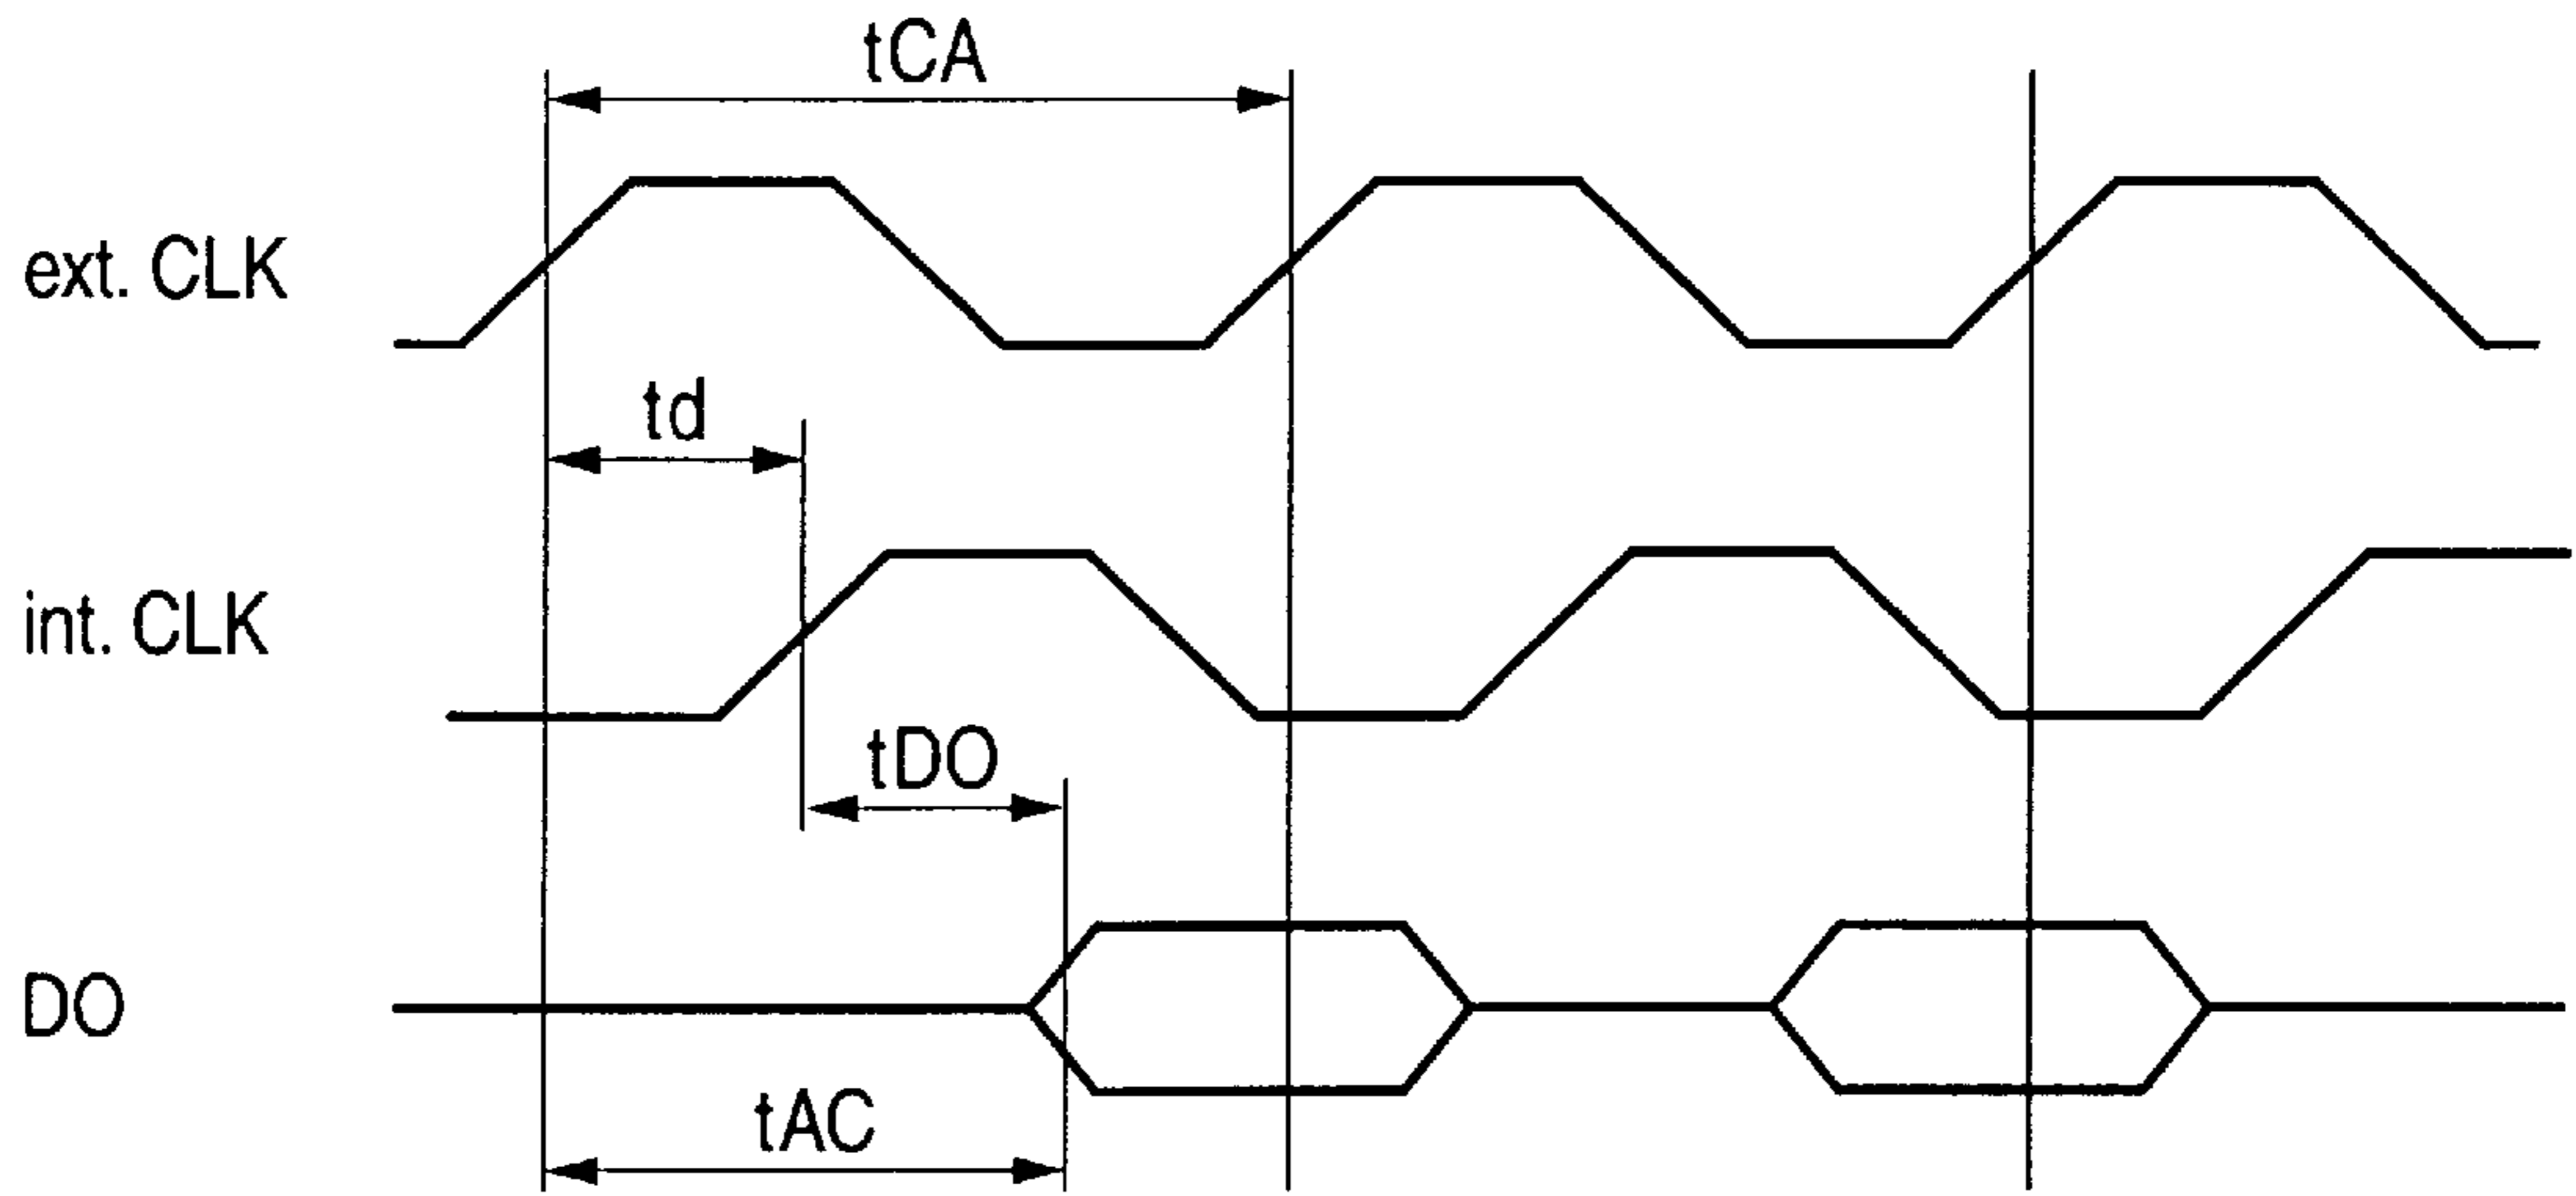 tCA
ext. CLK
td
int. CLK
tDO
DO
tAC